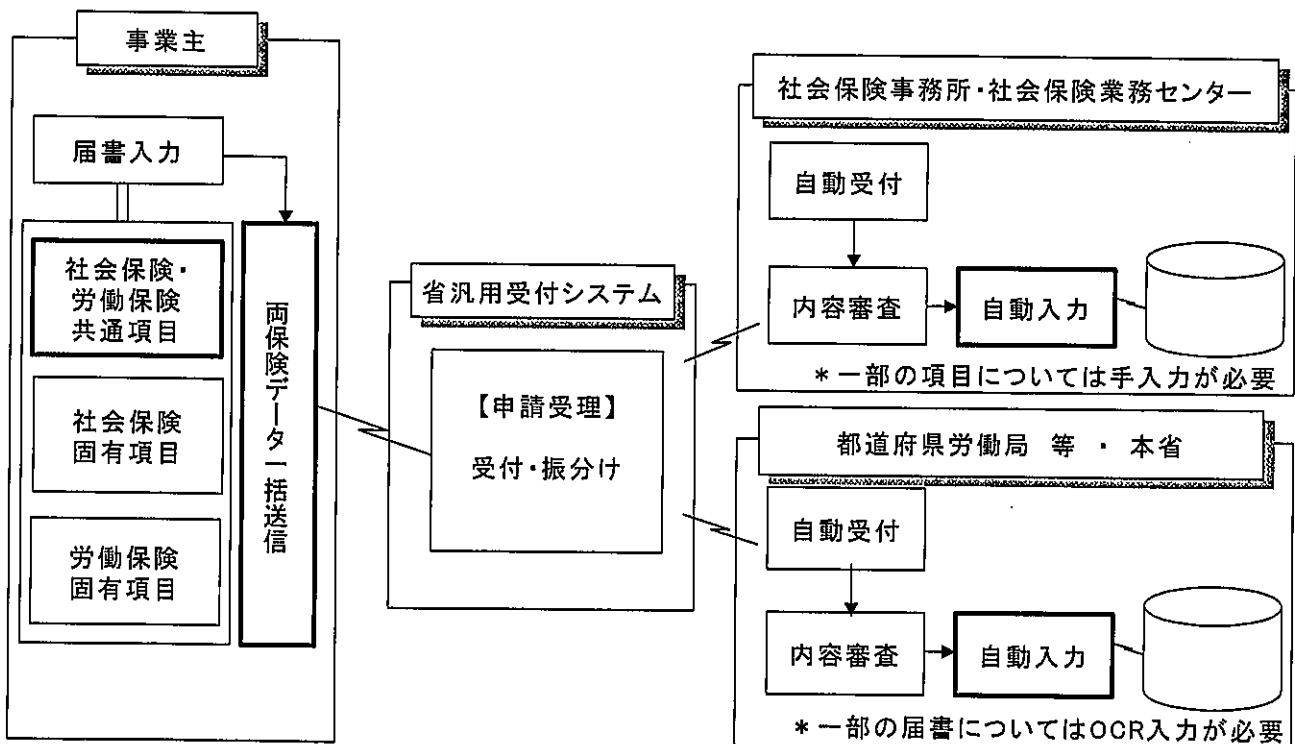 事業主
届書入力
社会保険・
労働保険
共通項目
社会保険
固有項目
労働保険
固有項目
両保険データ一括送信
省汎用受付システム
【申請受理】
受付・振分け
社会保険事務所・社会保険業務センター
自動受付
内容審査
自動入力
*一部の項目については手入力が必要
都道府県労働局 等 ・ 本省
自動受付
内容審査
自動入力
*一部の届書についてはOCR入力が必要